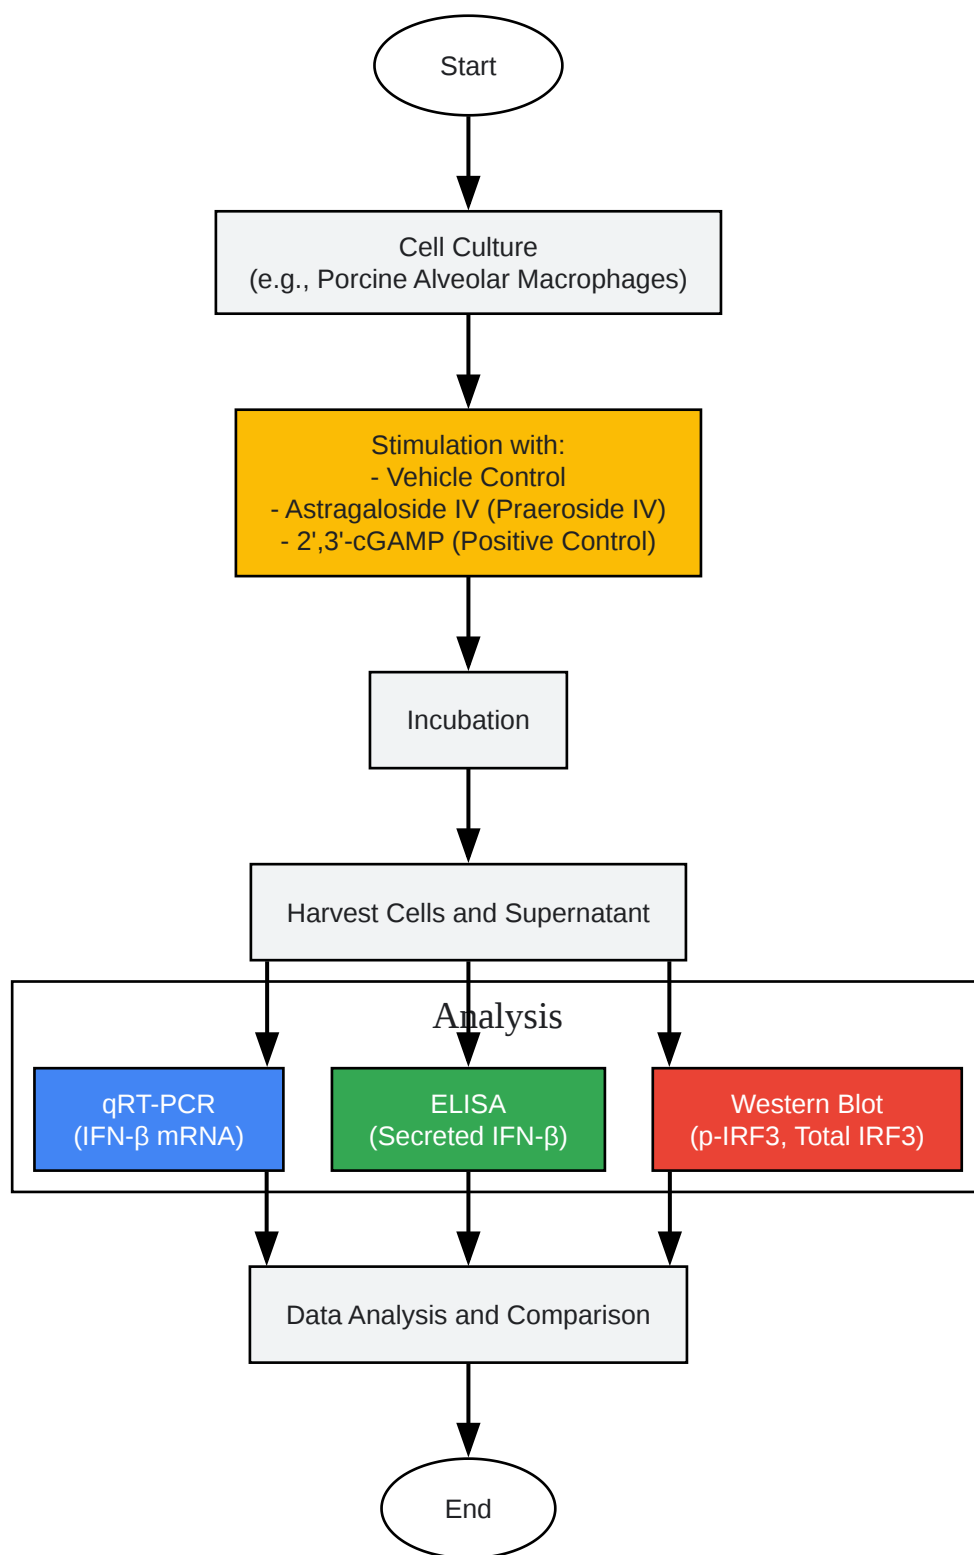 Start
Cell Culture
(e.g., Porcine Alveolar Macrophages)
Stimulation with:
- Vehicle Control
- Astragaloside IV (Praeroside IV)
- 2',3'-cGAMP (Positive Control)
Incubation
Harvest Cells and Supernatant
Analysis
qRT-PCR
(IFN-β mRNA)
ELISA
(Secreted IFN-β)
Western Blot
(p-IRF3, Total IRF3)
Data Analysis and Comparison
End